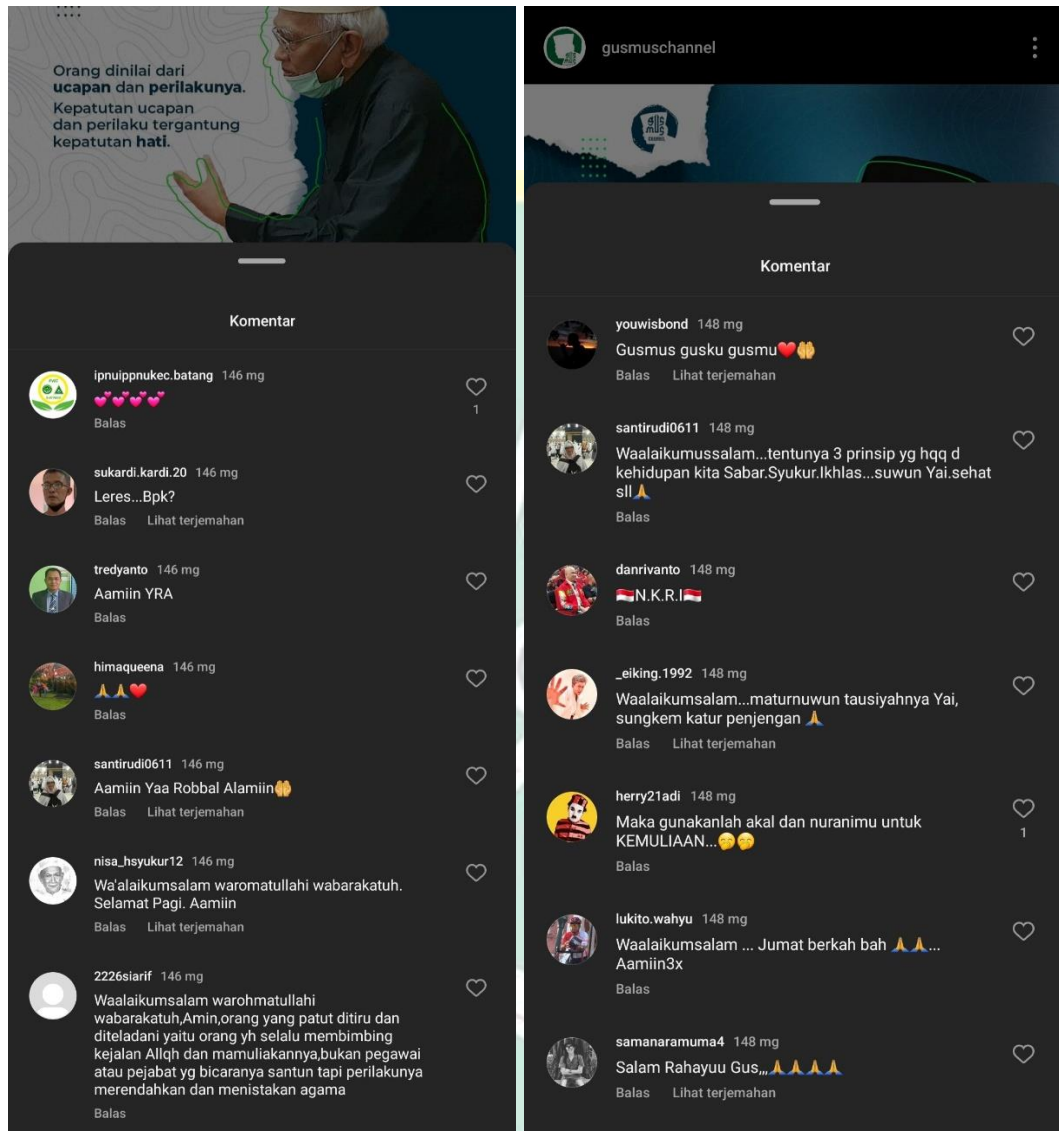 Orang dinilai dari
ucapan dan perilakunya.
Kepatutan ucapan
dan perilaku tergantung
kepatutan hati.
Komentar
ipnuippnukec.batang 146 mg
💕💕💕💕
1
Balas
sukardi.kardi.20 146 mg
Leres...Bpk?
Balas Lihat terjemahan
tredyanto 146 mg
Aamiin YRA
Balas
himaqueena 146 mg
🙏🙏❤️
Balas
santirudi0611 146 mg
Aamiin Yaa Robbal Alamiin🤲
Balas Lihat terjemahan
nisa_hsyukur12 146 mg
Wa'alaikumsalam waromatullahi wabarakatuh.
Selamat Pagi. Aamiin
Balas Lihat terjemahan
2226siarif 146 mg
Waalaikumsalam warohmatullahi
wabarakatuh,Amin,orang yang patut ditiru dan
diteladani yaitu orang yh selalu membimbing
kejalan Allqh dan mamuliakannya,bukan pegawai
atau pejabat yg bicaranya santun tapi perilakunya
merendahkan dan menistakan agama
Balas
gusmuschannel
gus
mus
CHANNEL
Komentar
youwisbond 148 mg
Gusmus gusku gusmu❤️🤲
Balas Lihat terjemahan
santirudi0611 148 mg
Waalaikumussalam...tentunya 3 prinsip yg hqq d
kehidupan kita Sabar.Syukur.Ikhlas...suwun Yai.sehat
sll🙏
Balas
danrivanto 148 mg
🇮🇩N.K.R.I🇮🇩
Balas
_eiking.1992 148 mg
Waalaikumsalam...maturnuwun tausiyahnya Yai,
sungkem katur penjengan 🙏
Balas Lihat terjemahan
herry21adi 148 mg
Maka gunakanlah akal dan nuranimu untuk
KEMULIAAN...🤭🤭
1
Balas
lukito.wahyu 148 mg
Waalaikumsalam ... Jumat berkah bah 🙏🙏...
Aamiin3x
Balas
samanaramuma4 148 mg
Salam Rahayuu Gus,,,🙏🙏🙏🙏
Balas Lihat terjemahan